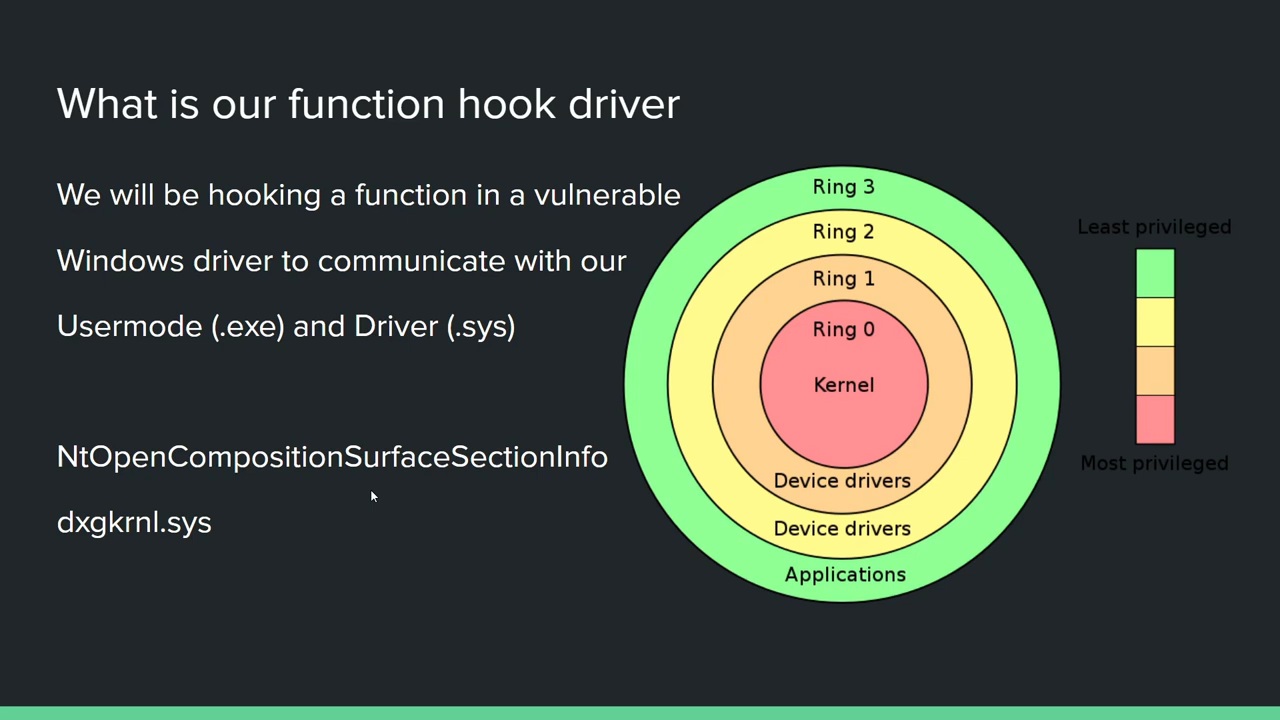 What is our function hook driver
We will be hooking a function in a vulnerable
Windows driver to communicate with our
Usermode (.exe) and Driver (.sys)
NtOpenCompositionSurfaceSectionInfo
dxgkrnl.sys
Ring 3
Ring 2
Ring 1
Ring 0
Kernel
Device drivers
Device drivers
Applications
Least privileged
Most privileged